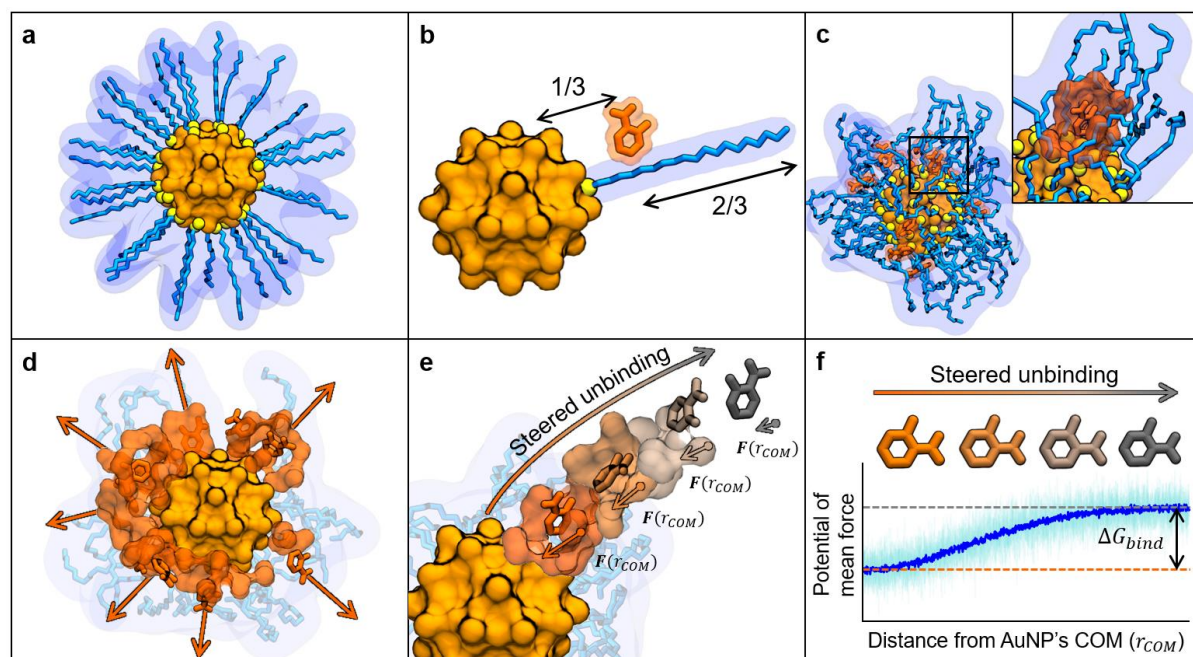 a
b
1/3
2/3
c
d
e
Steered unbinding
F(r_COM)
F(r_COM)
F(r_COM)
F(r_COM)
f
Steered unbinding
Potential of
mean force
ΔG_bind
Distance from AuNP's COM (r_COM)